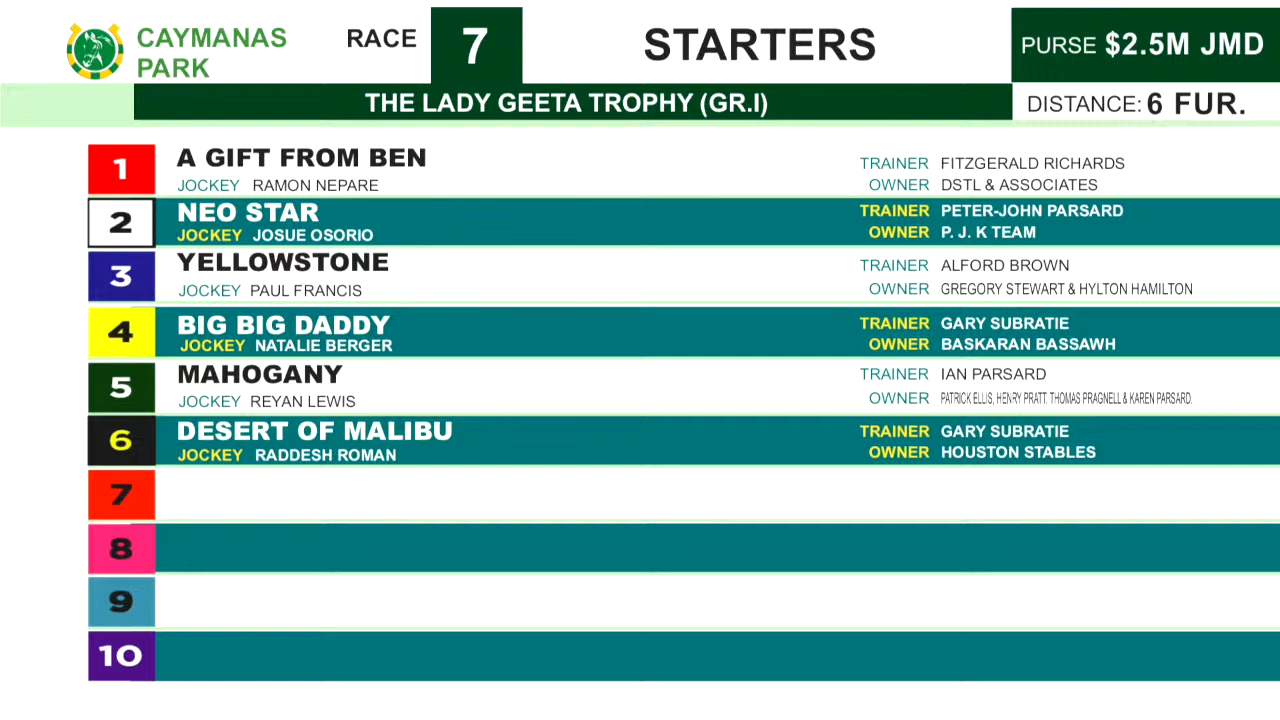 CAYMANAS
PARK
RACE 7 STARTERS PURSE $2.5M JMD
THE LADY GEETA TROPHY (GR.I) DISTANCE: 6 FUR.
1 A GIFT FROM BEN TRAINER FITZGERALD RICHARDS
JOCKEY RAMON NEPARE OWNER DSTL & ASSOCIATES
2 NEO STAR TRAINER PETER-JOHN PARSARD
JOCKEY JOSUE OSORIO OWNER P. J. K TEAM
3 YELLOWSTONE TRAINER ALFORD BROWN
JOCKEY PAUL FRANCIS OWNER GREGORY STEWART & HYLTON HAMILTON
4 BIG BIG DADDY TRAINER GARY SUBRATIE
JOCKEY NATALIE BERGER OWNER BASKARAN BASSAWH
5 MAHOGANY TRAINER IAN PARSARD
JOCKEY REYAN LEWIS OWNER PATRICK ELLIS, HENRY PRATT, THOMAS PRAGNELL & KAREN PARSARD.
6 DESERT OF MALIBU TRAINER GARY SUBRATIE
JOCKEY RADDESH ROMAN OWNER HOUSTON STABLES
7
8
9
10